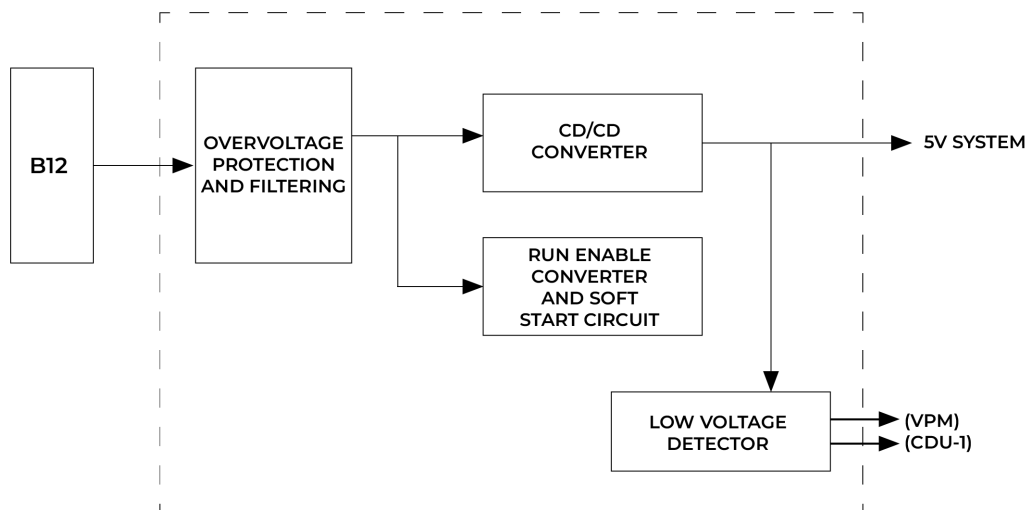 B12
OVERVOLTAGE
PROTECTION
AND FILTERING
CD/CD
CONVERTER
5V SYSTEM
RUN ENABLE
CONVERTER
AND SOFT
START CIRCUIT
LOW VOLTAGE
DETECTOR
(VPM)
(CDU-1)